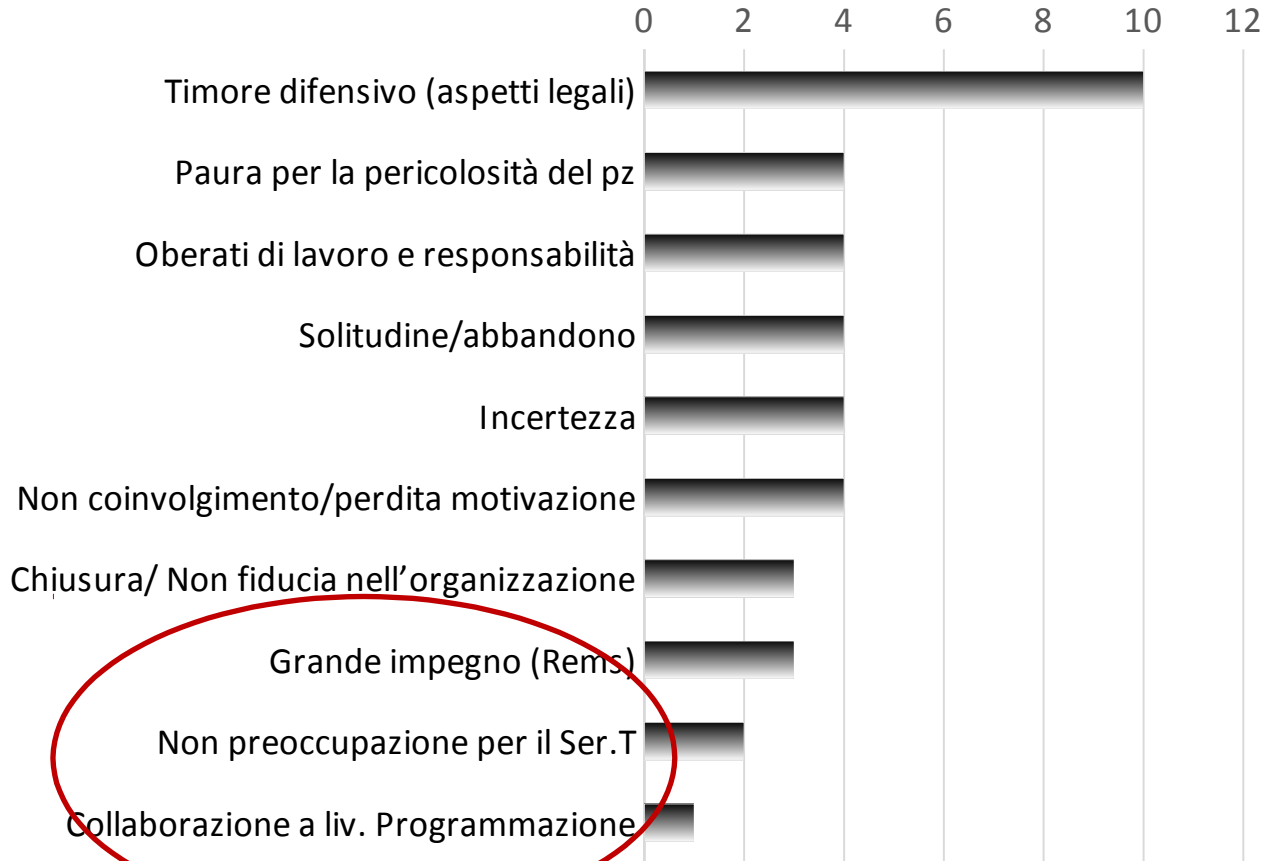 0 2 4 6 8 10 12
Timore difensivo (aspetti legali)
Paura per la pericolosità del pz
Oberati di lavoro e responsabilità
Solitudine/abbandono
Incertezza
Non coinvolgimento/perdita motivazione
Chiusura/ Non fiducia nell’organizzazione
Grande impegno (Rems)
Non preoccupazione per il Ser.T
Collaborazione a liv. Programmazione